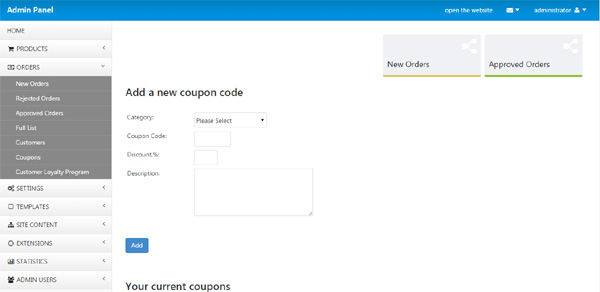 Admin Panel
open the website
administrator
HOME
PRODUCTS
ORDERS
New Orders
Rejected Orders
Approved Orders
Full List
Customers
Coupons
Customer Loyalty Program
SETTINGS
TEMPLATES
SITE CONTENT
EXTENSIONS
STATISTICS
ADMIN USERS
New Orders
Approved Orders
Add a new coupon code
Category:
Please Select
Coupon Code:
Discount %:
Description:
Add
Your current coupons